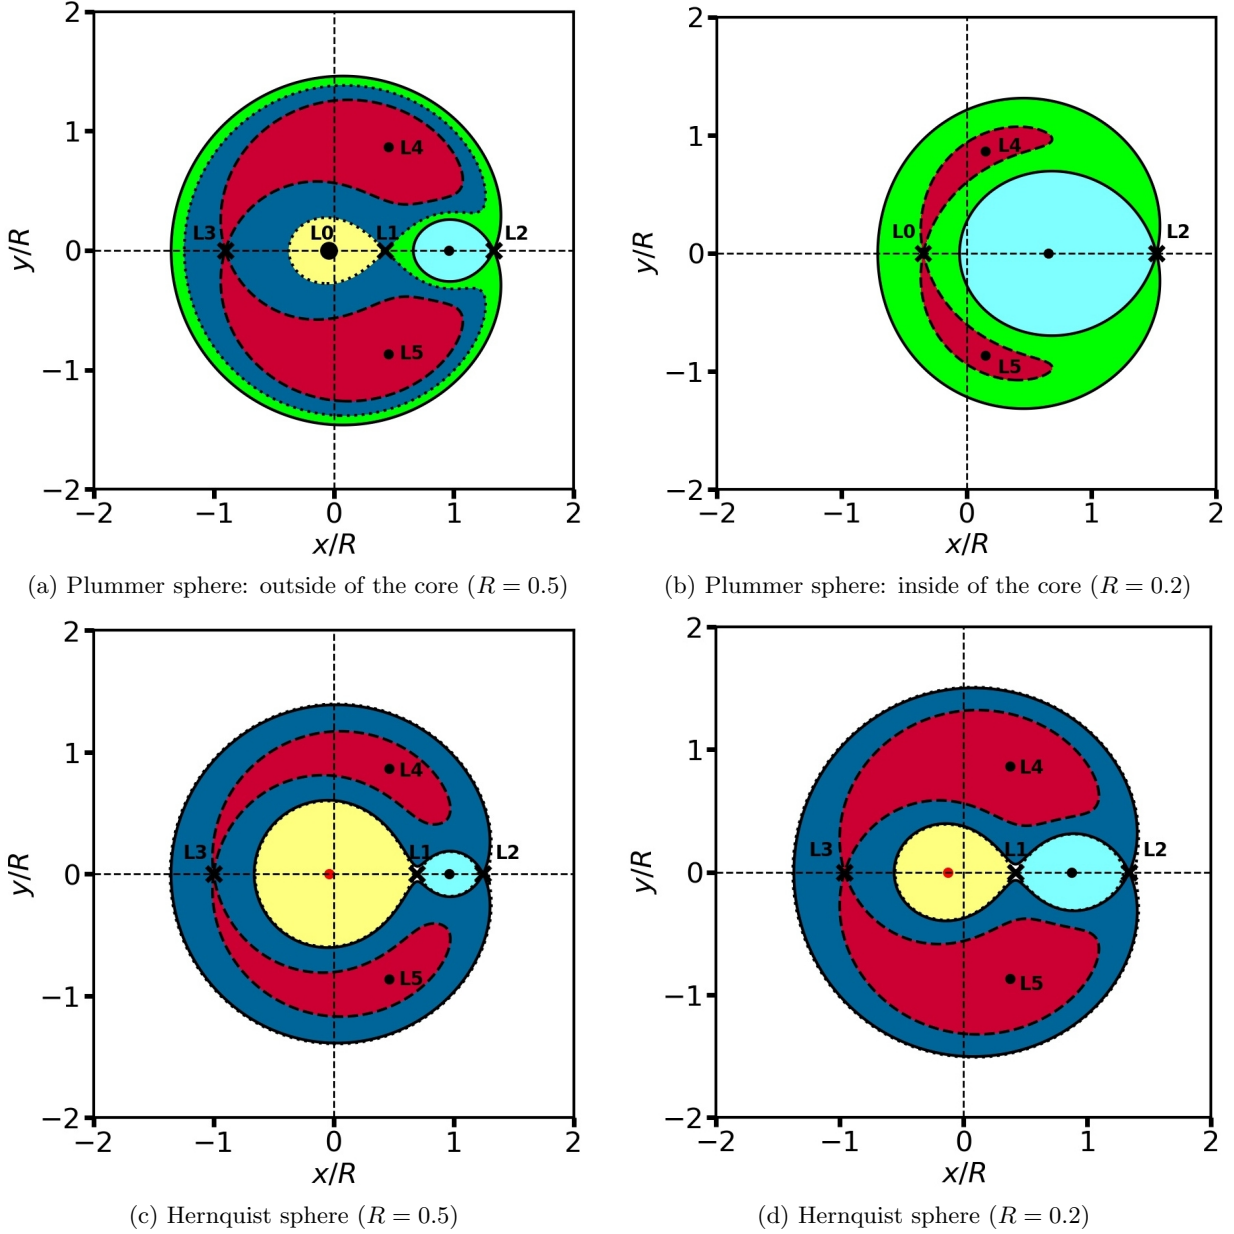 2
1
0
−1
−2
y/R
L4
L3
L0
L1
L2
L5
−2
−1
0
1
2
x/R
(a) Plummer sphere: outside of the core (R = 0.5)
2
1
0
−1
−2
y/R
L4
L0
L2
L5
−2
−1
0
1
2
x/R
(b) Plummer sphere: inside of the core (R = 0.2)
2
1
0
−1
−2
y/R
L4
L3
L1
L2
L5
−2
−1
0
1
2
x/R
(c) Hernquist sphere (R = 0.5)
2
1
0
−1
−2
y/R
L4
L3
L1
L2
L5
−2
−1
0
1
2
x/R
(d) Hernquist sphere (R = 0.2)